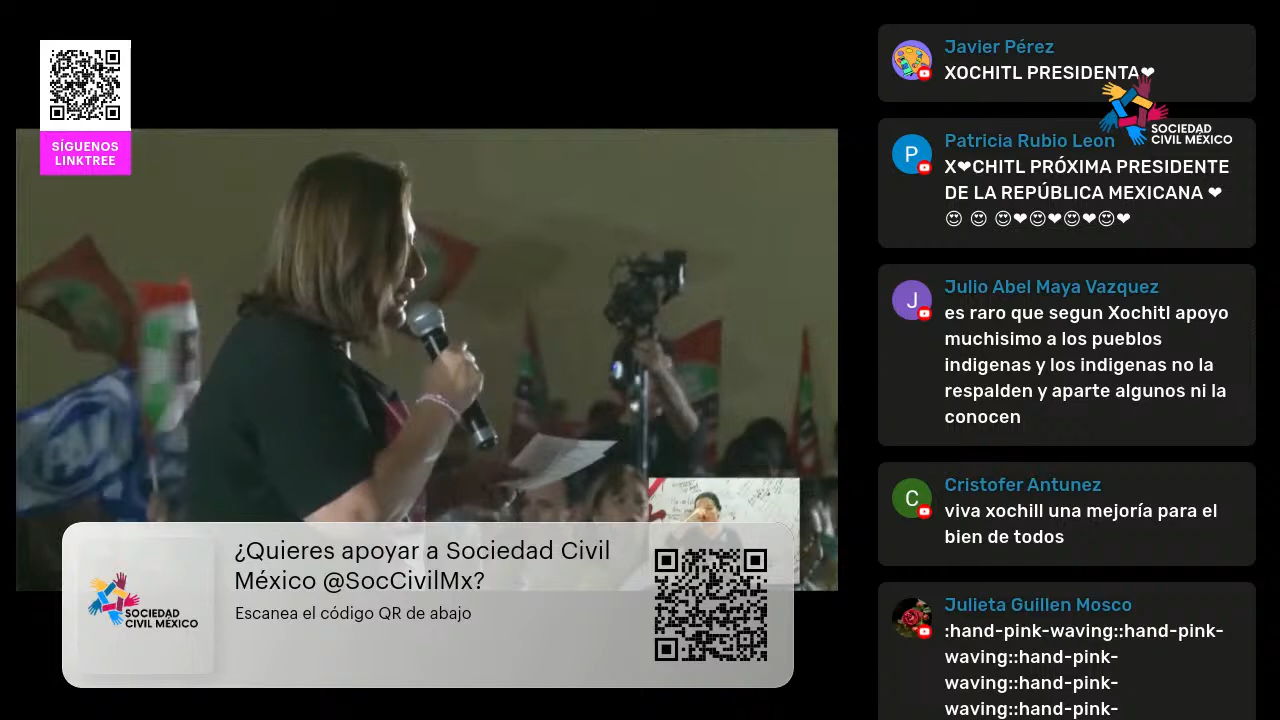 SÍGUENOS
LINKTREE
¿Quieres apoyar a Sociedad Civil
México @SocCivilMx?
Escanea el código QR de abajo
SOCIEDAD
CIVIL MÉXICO
Javier Pérez
XOCHITL PRESIDENTA❤
SOCIEDAD
CIVIL MÉXICO
Patricia Rubio Leon
X❤CHITL PRÓXIMA PRESIDENTE
DE LA REPÚBLICA MEXICANA ❤
😍 😍 😍❤😍❤😍❤😍❤
Julio Abel Maya Vazquez
es raro que segun Xochitl apoyo
muchisimo a los pueblos
indigenas y los indigenas no la
respalden y aparte algunos ni la
conocen
Cristofer Antunez
viva xochill una mejoría para el
bien de todos
Julieta Guillen Mosco
:hand-pink-waving::hand-pink-
waving::hand-pink-
waving::hand-pink-
waving::hand-pink-